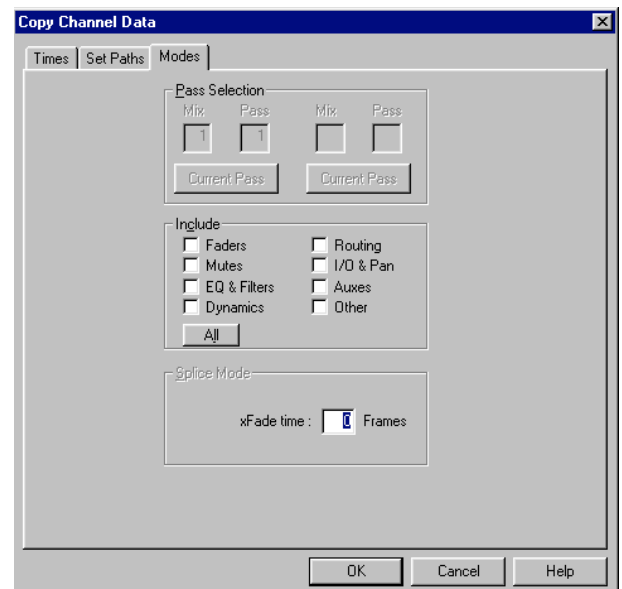 Copy Channel Data
Times Set Paths Modes
Pass Selection
Mix Pass Mix Pass
1 1
Current Pass Current Pass
Include
Faders Routing
Mutes I/O & Pan
EQ & Filters Auxes
Dynamics Other
All
Splice Mode
xFade time : 0 Frames
OK Cancel Help